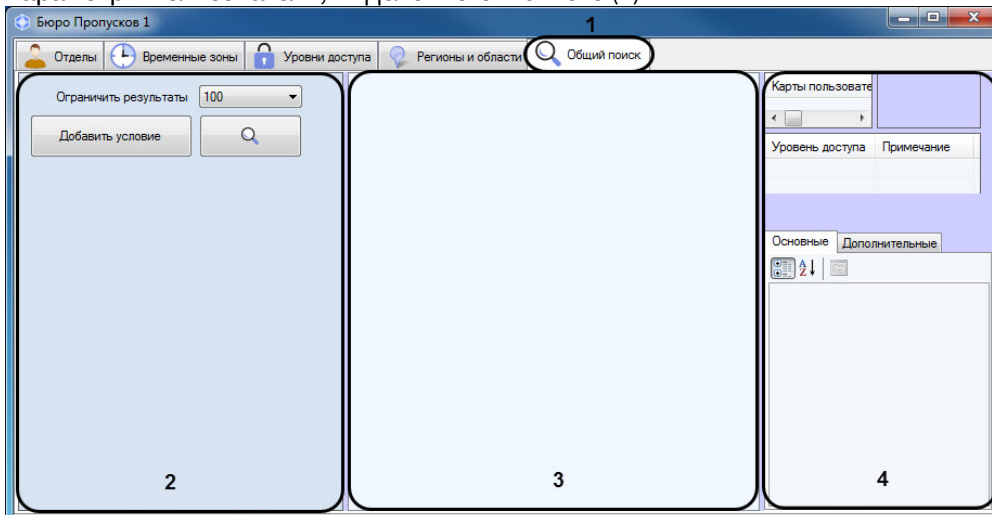 Бюро Пропусков 1
1
Отделы Временные зоны Уровни доступа Регионы и области Общий поиск
Ограничить результаты 100
Добавить условие
Карты пользовате
Уровень доступа Примечание
Основные Дополнительные
2
3
4